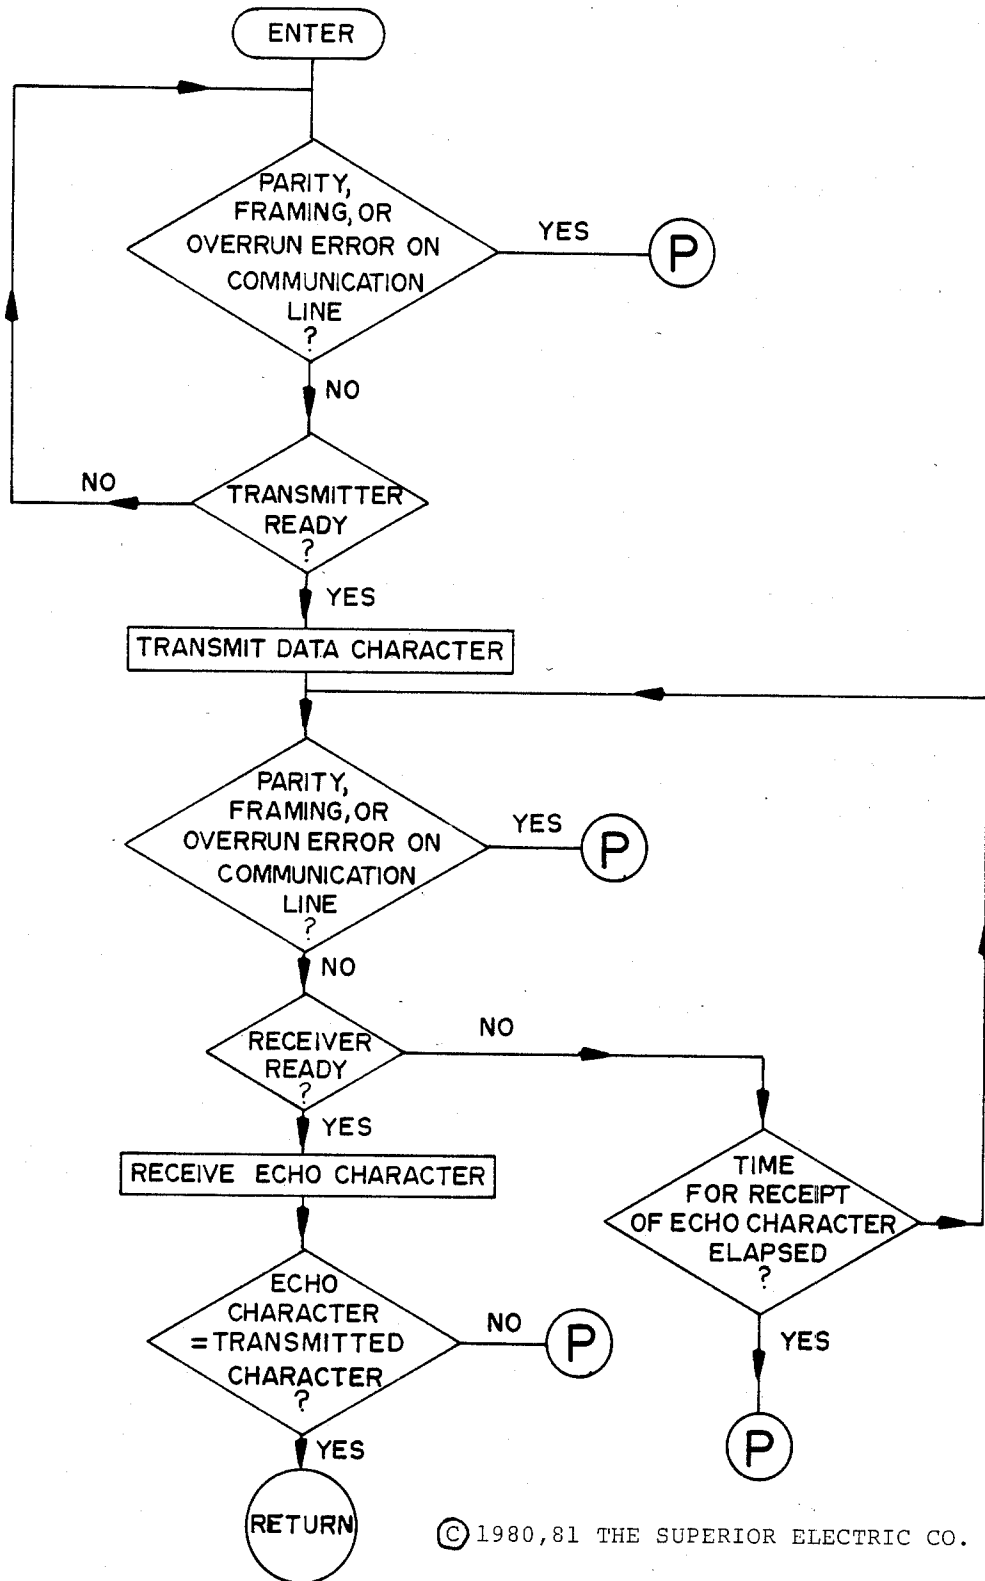 ENTER
PARITY,
FRAMING, OR
OVERRUN ERROR ON
COMMUNICATION
LINE
?
YES
P
NO
TRANSMITTER
READY
?
NO
YES
TRANSMIT DATA CHARACTER
PARITY,
FRAMING, OR
OVERRUN ERROR ON
COMMUNICATION
LINE
?
YES
P
NO
RECEIVER
READY
?
NO
YES
RECEIVE ECHO CHARACTER
TIME
FOR RECEIPT
OF ECHO CHARACTER
ELAPSED
?
YES
P
ECHO
CHARACTER
=TRANSMITTED
CHARACTER
?
NO
P
YES
RETURN
© 1980,81 THE SUPERIOR ELECTRIC CO.